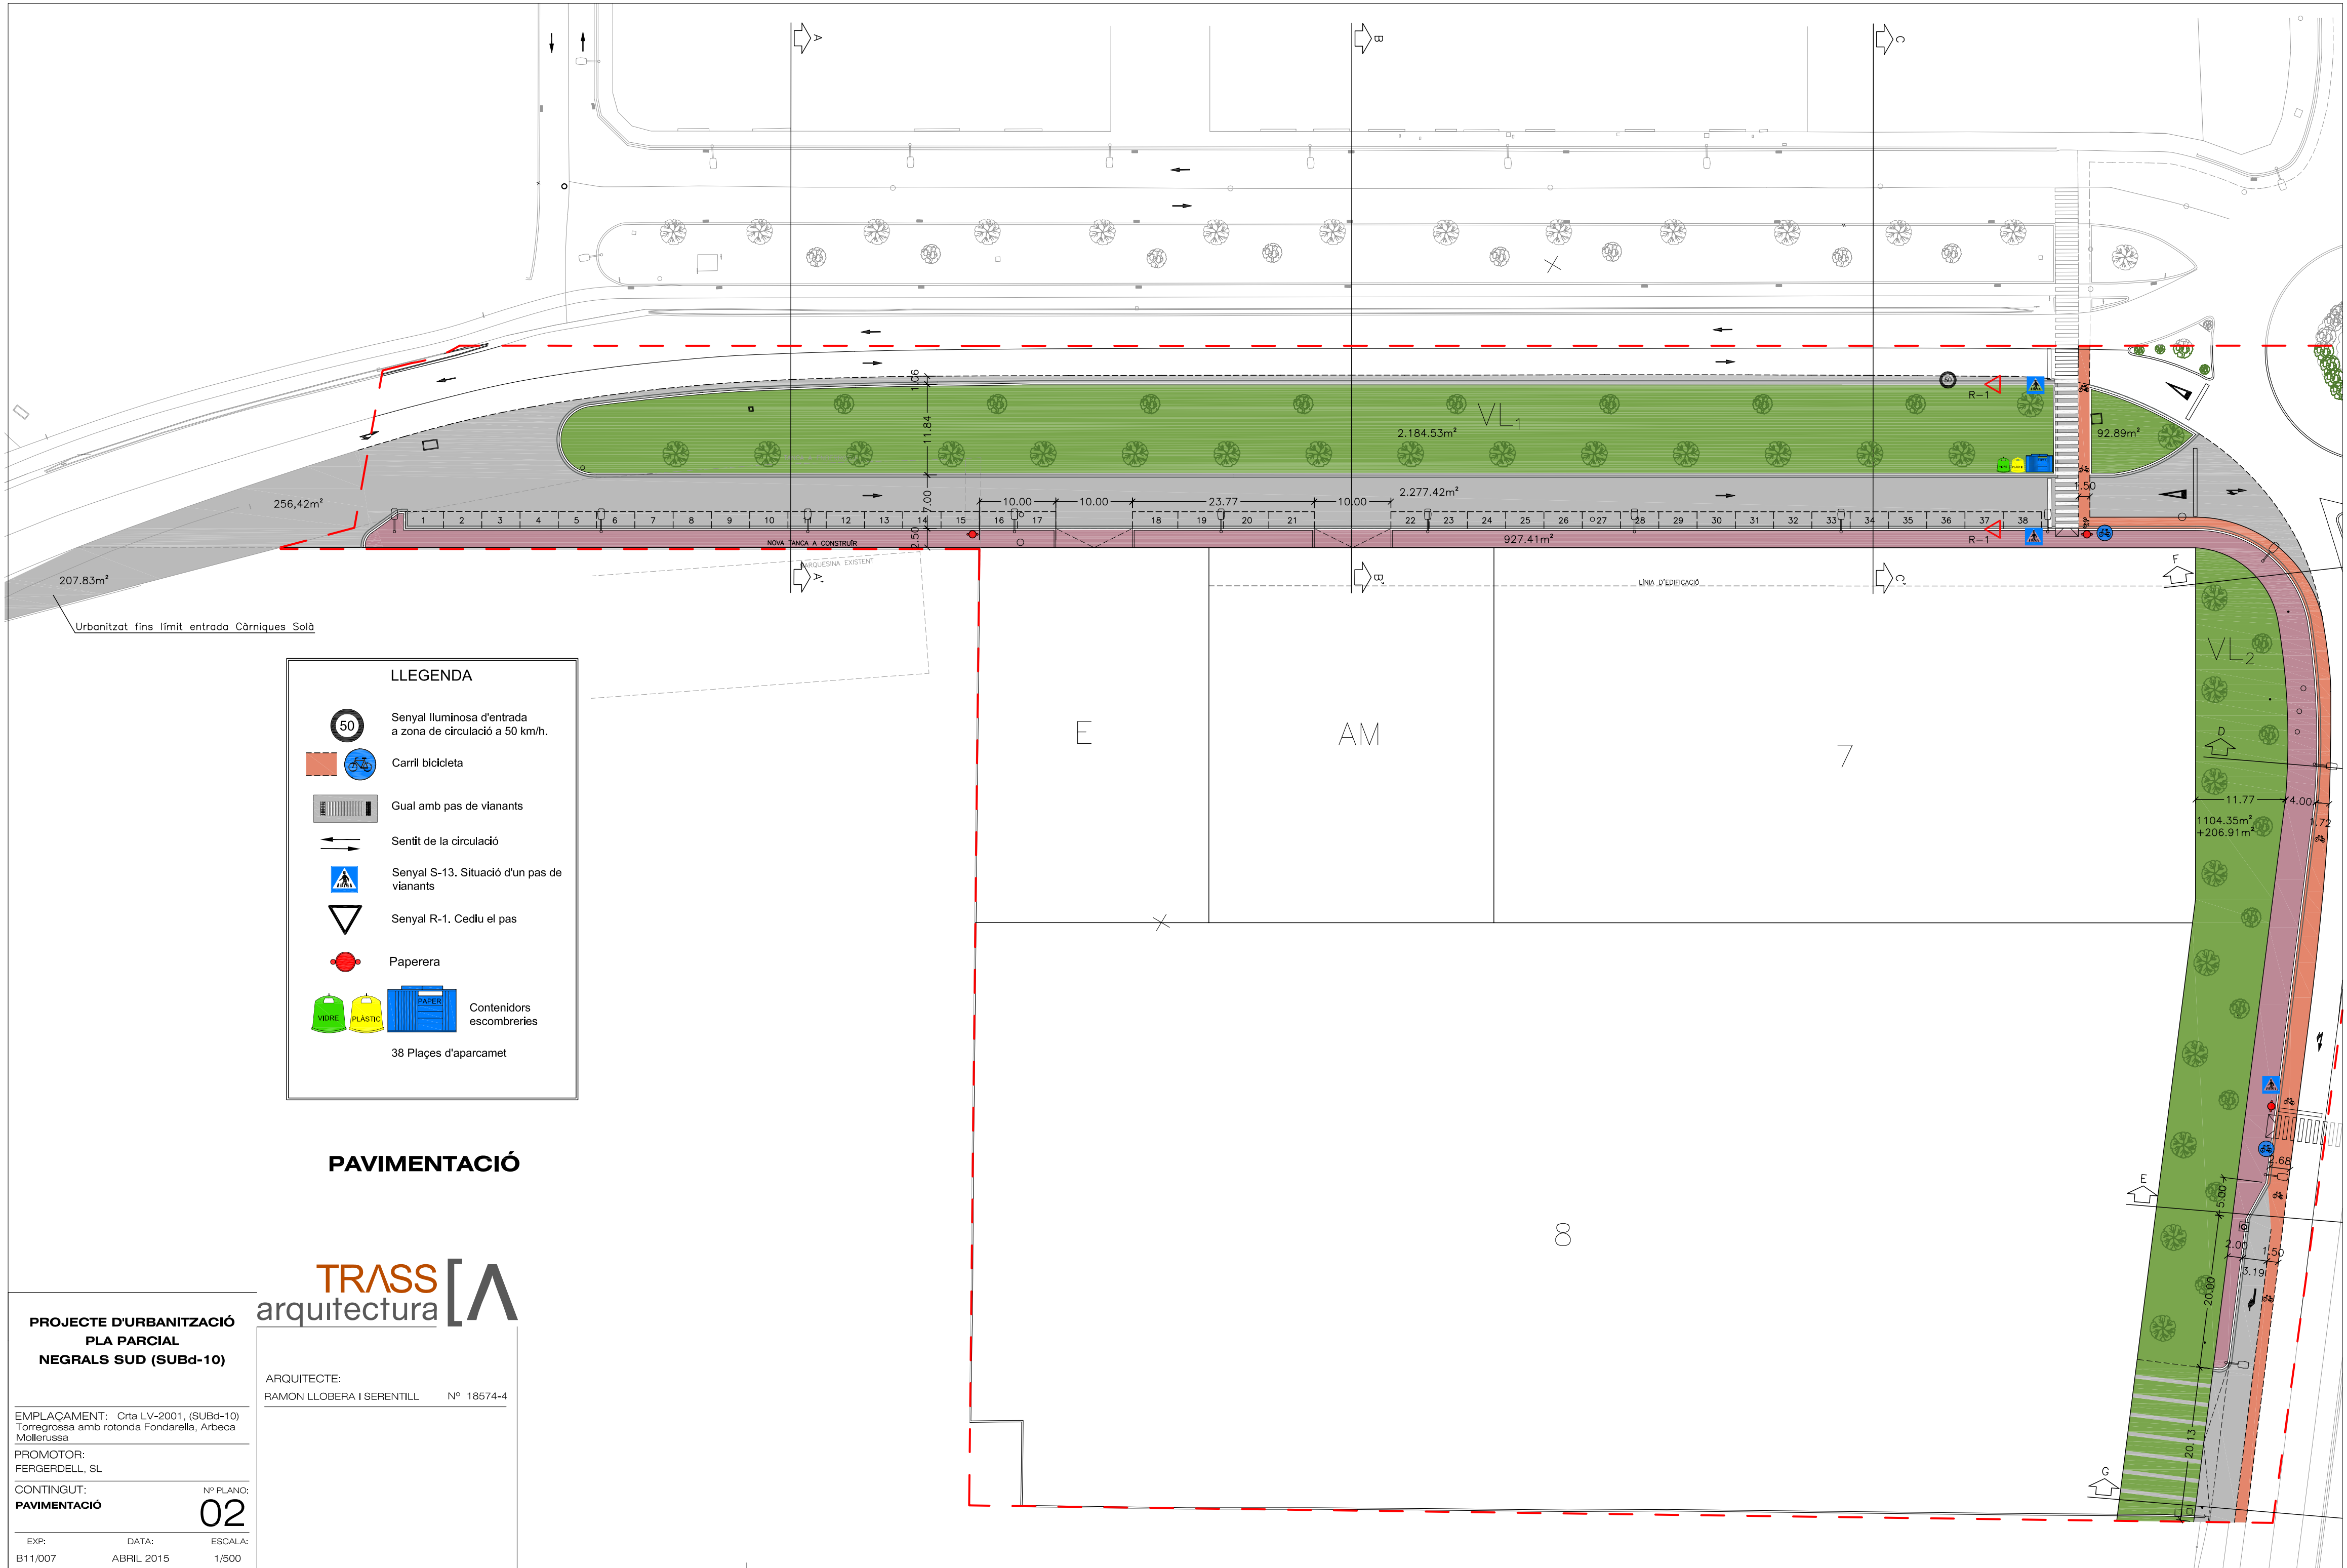 A
B
C
1.06
11.84
7.00
2.50
VL1
2.184.53m²
50
R-1
92.89m²
1.50
256,42m²
2.277.42m²
10.00
10.00
23.77
10.00
1 2 3 4 5 6 7 8 9 10 11 12 13 14 15 16 17 18 19 20 21 22 23 24 25 26 27 28 29 30 31 32 33 34 35 36 37 38
NOVA TANCA A CONSTRUÏR
927.41m²
R-1
MARQUESINA EXISTENT
207.83m²
A'
B'
C'
LÍNIA D'EDIFICACIÓ
F
Urbanitzat fins límit entrada Càrniques Solà
VL2
E
AM
7
D
11.77
4.00
1.72
1104.35m²
+206.91m²
8
E
5.00
2.00
1.50
3.19
20.00
20.13
G
LLEGENDA
50
Senyal lluminosa d'entrada
a zona de circulació a 50 km/h.
Carril bicicleta
Gual amb pas de vianants
Sentit de la circulació
Senyal S-13. Situació d'un pas de
vianants
Senyal R-1. Cediu el pas
Paperera
VIDRE
PLÀSTIC
PAPER
Contenidors
escombreries
38 Plaçes d'aparcamet
PAVIMENTACIÓ
TRASS
arquitectura
PROJECTE D'URBANITZACIÓ
PLA PARCIAL
NEGRALS SUD (SUBd-10)
ARQUITECTE:
RAMON LLOBERA I SERENTILL Nº 18574-4
EMPLAÇAMENT: Crta LV-2001, (SUBd-10)
Torregrossa amb rotonda Fondarella, Arbeca
Mollerussa
PROMOTOR:
FERGERDELL, SL
CONTINGUT:
PAVIMENTACIÓ
Nº PLANO:
02
EXP: DATA: ESCALA:
B11/007 ABRIL 2015 1/500